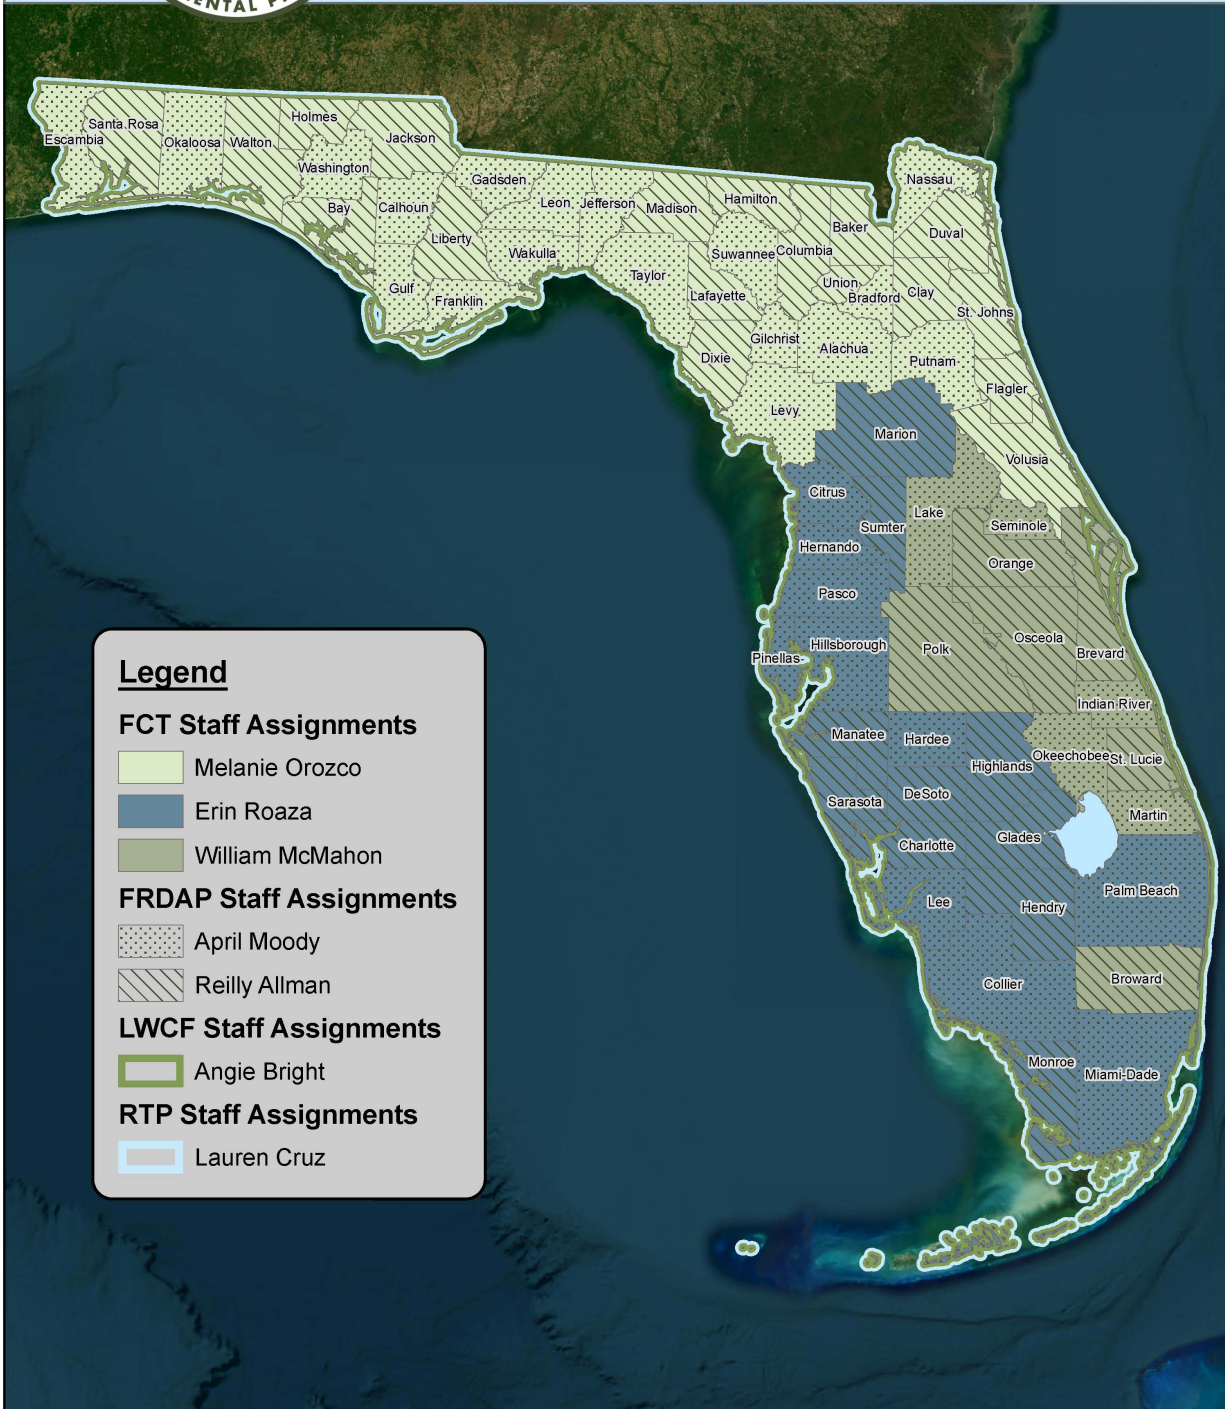 MENTAL P
Nassau
Santa Rosa
Holmes
Escambia
Okaloosa
Walton
Jackson
Washington
Gadsden
Bay
Calhoun
Leon
Jefferson
Madison
Hamilton
Baker
Duval
Liberty
Wakulla
Suwannee
Columbia
Taylor
Union
Bradford
Clay
Gulf
Franklin
Lafayette
St. Johns
Gilchrist
Alachua
Dixie
Putnam
Flagler
Levy
Marion
Volusia
Citrus
Sumter
Lake
Seminole
Hernando
Orange
Pasco
Hillsborough
Pinellas
Polk
Osceola
Brevard
Indian River
Manatee
Hardee
Okeechobee
St. Lucie
Highlands
Sarasota
DeSoto
Martin
Charlotte
Glades
Palm Beach
Lee
Hendry
Collier
Broward
Monroe
Miami-Dade
Legend
FCT Staff Assignments
Melanie Orozco
Erin Roaza
William McMahon
FRDAP Staff Assignments
April Moody
Reilly Allman
LWCF Staff Assignments
Angie Bright
RTP Staff Assignments
Lauren Cruz